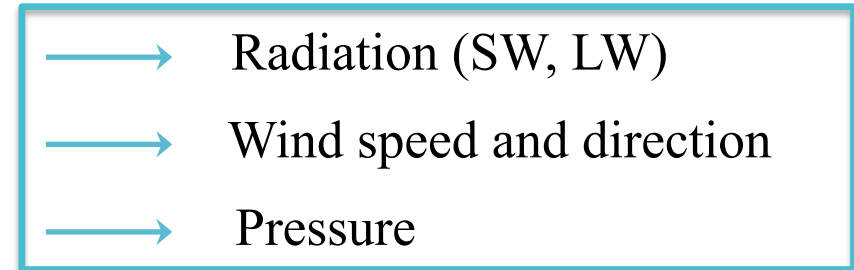 Radiation (SW, LW)
Wind speed and direction
Pressure